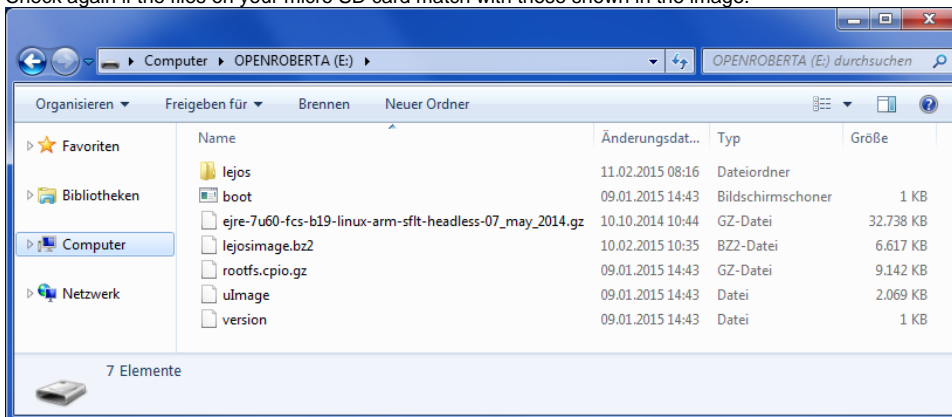 Check again if the files on your micro SD card match with those shown in the image:
Computer OPENROBERTA (E:)
OPENROBERTA (E:) durchsuchen
Organisieren Freigeben für Brennen Neuer Ordner
Favoriten
Bibliotheken
Computer
Netzwerk
Name Änderungsdat... Typ Größe
lejos 11.02.2015 08:16 Dateiordner
boot 09.01.2015 14:43 Bildschirmschoner 1 KB
ejre-7u60-fcs-b19-linux-arm-sflt-headless-07_may_2014.gz 10.10.2014 10:44 GZ-Datei 32.738 KB
lejosimage.bz2 10.02.2015 10:35 BZ2-Datei 6.617 KB
rootfs.cpio.gz 09.01.2015 14:43 GZ-Datei 9.142 KB
uImage 09.01.2015 14:43 Datei 2.069 KB
version 09.01.2015 14:43 Datei 1 KB
7 Elemente